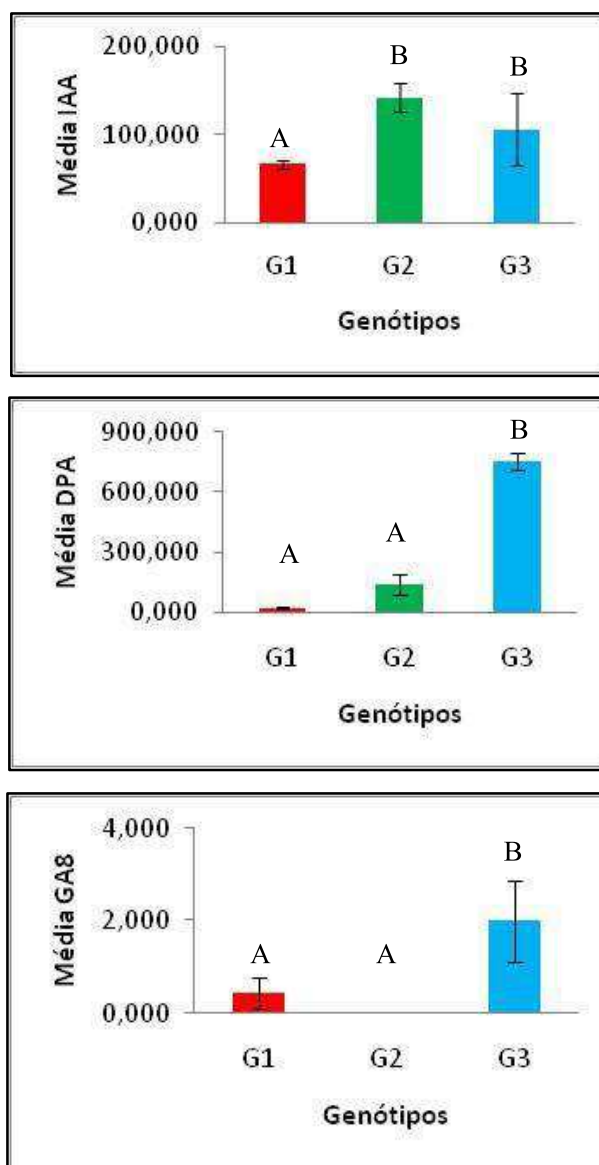 Média IAA
200,000
100,000
0,000
A
B
B
G1 G2 G3
Genótipos
Média DPA
900,000
600,000
300,000
0,000
A
A
B
G1 G2 G3
Genótipos
Média GA8
4,000
2,000
0,000
A
A
B
G1 G2 G3
Genótipos